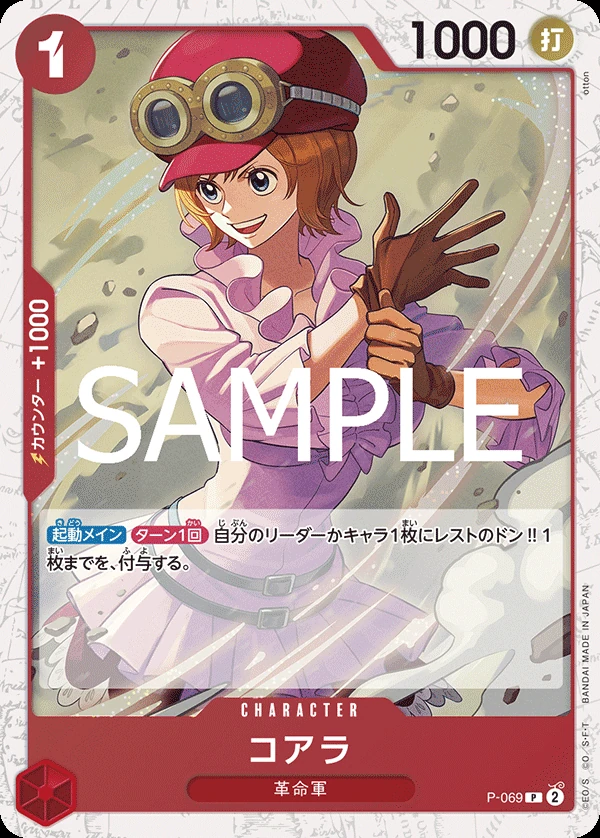 1
1000
打
otton
カウンター +1000
SAMPLE
起動メイン ターン1回 自分のリーダーかキャラ1枚にレストのドン!!1
枚までを、付与する。
CHARACTER
コアラ
革命軍
P-069 P 2
©E.O/S. ©O./S.・F・T BANDAI MADE IN JAPAN